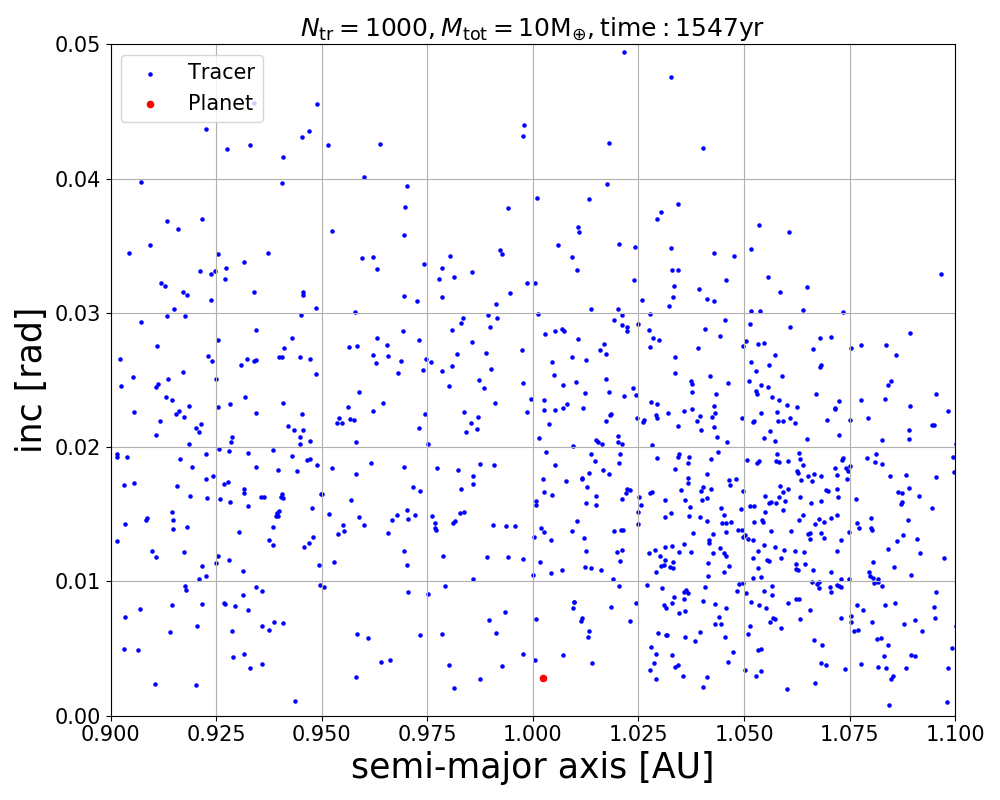 N_tr = 1000, M_tot = 10M_⊕, time : 1547yr
Tracer
Planet
inc [rad]
0.05
0.04
0.03
0.02
0.01
0.00
0.900 0.925 0.950 0.975 1.000 1.025 1.050 1.075 1.100
semi-major axis [AU]